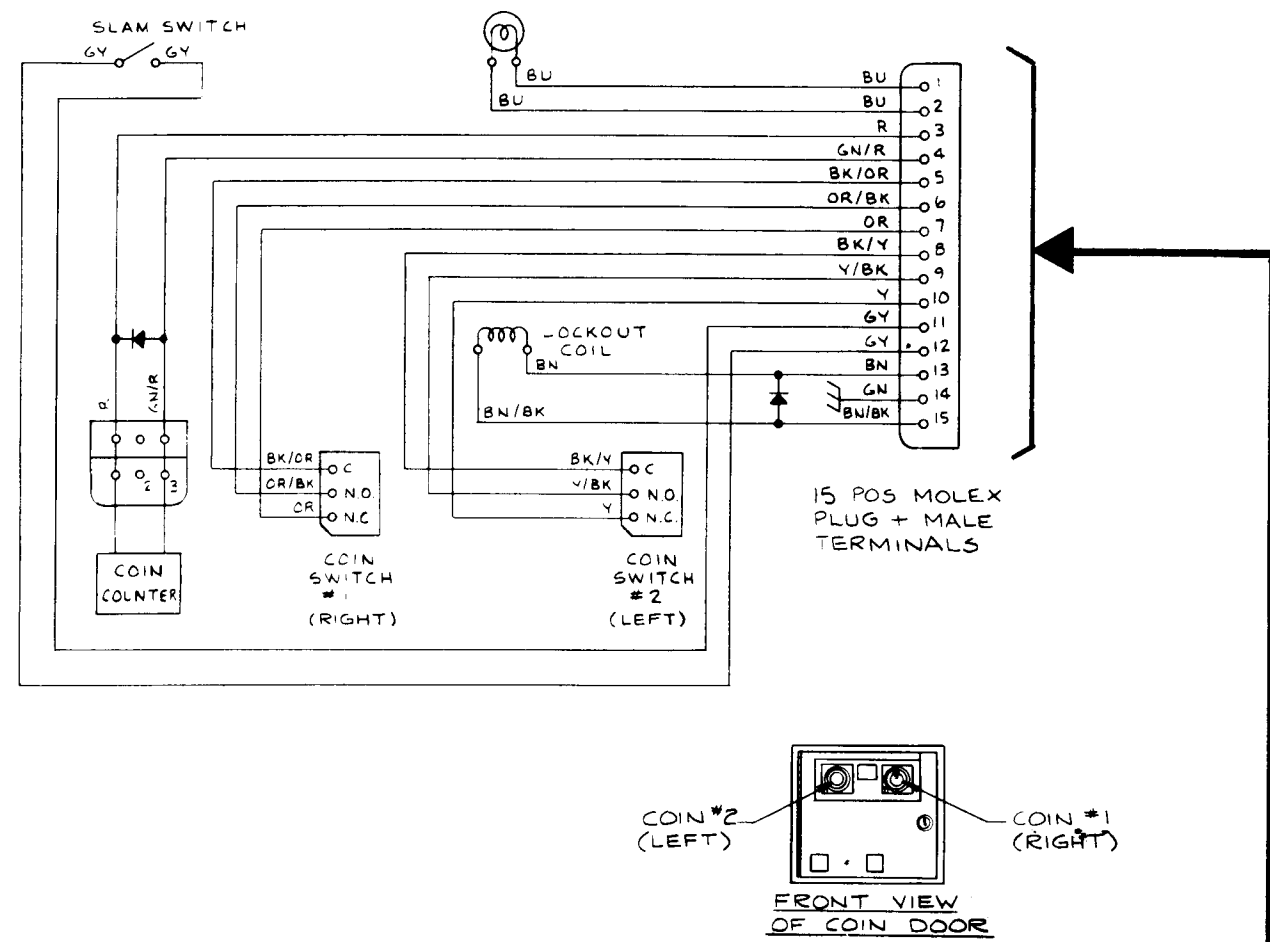 SLAM SWITCH
GY GY
BU
BU
BU 1
BU 2
R 3
GN/R 4
BK/OR 5
OR/BK 6
OR 7
BK/Y 8
Y/BK 9
Y 10
GY 11
GY 12
BN 13
GN 14
BN/BK 15
LOCKOUT
COIL
BN
BN/BK
R
GN/R
2 3
BK/OR C
OR/BK N.O.
OR N.C
BK/Y C
Y/BK N.O.
Y N.C.
COIN
COUNTER
COIN
SWITCH
#1
(RIGHT)
COIN
SWITCH
#2
(LEFT)
15 POS MOLEX
PLUG + MALE
TERMINALS
COIN #2
(LEFT)
COIN #1
(RIGHT)
FRONT VIEW
OF COIN DOOR